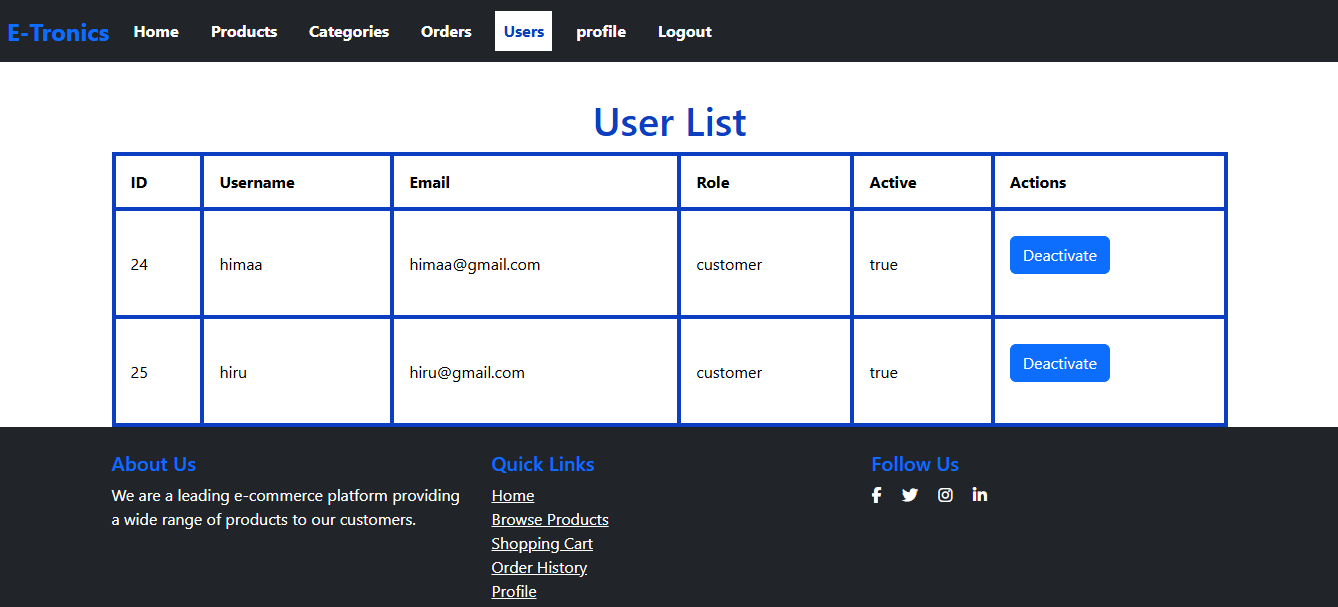 E-Tronics Home Products Categories Orders Users profile Logout
User List
ID Username Email Role Active Actions
24 himaa himaa@gmail.com customer true Deactivate
25 hiru hiru@gmail.com customer true Deactivate
About Us
We are a leading e-commerce platform providing
a wide range of products to our customers.
Quick Links
Home
Browse Products
Shopping Cart
Order History
Profile
Follow Us